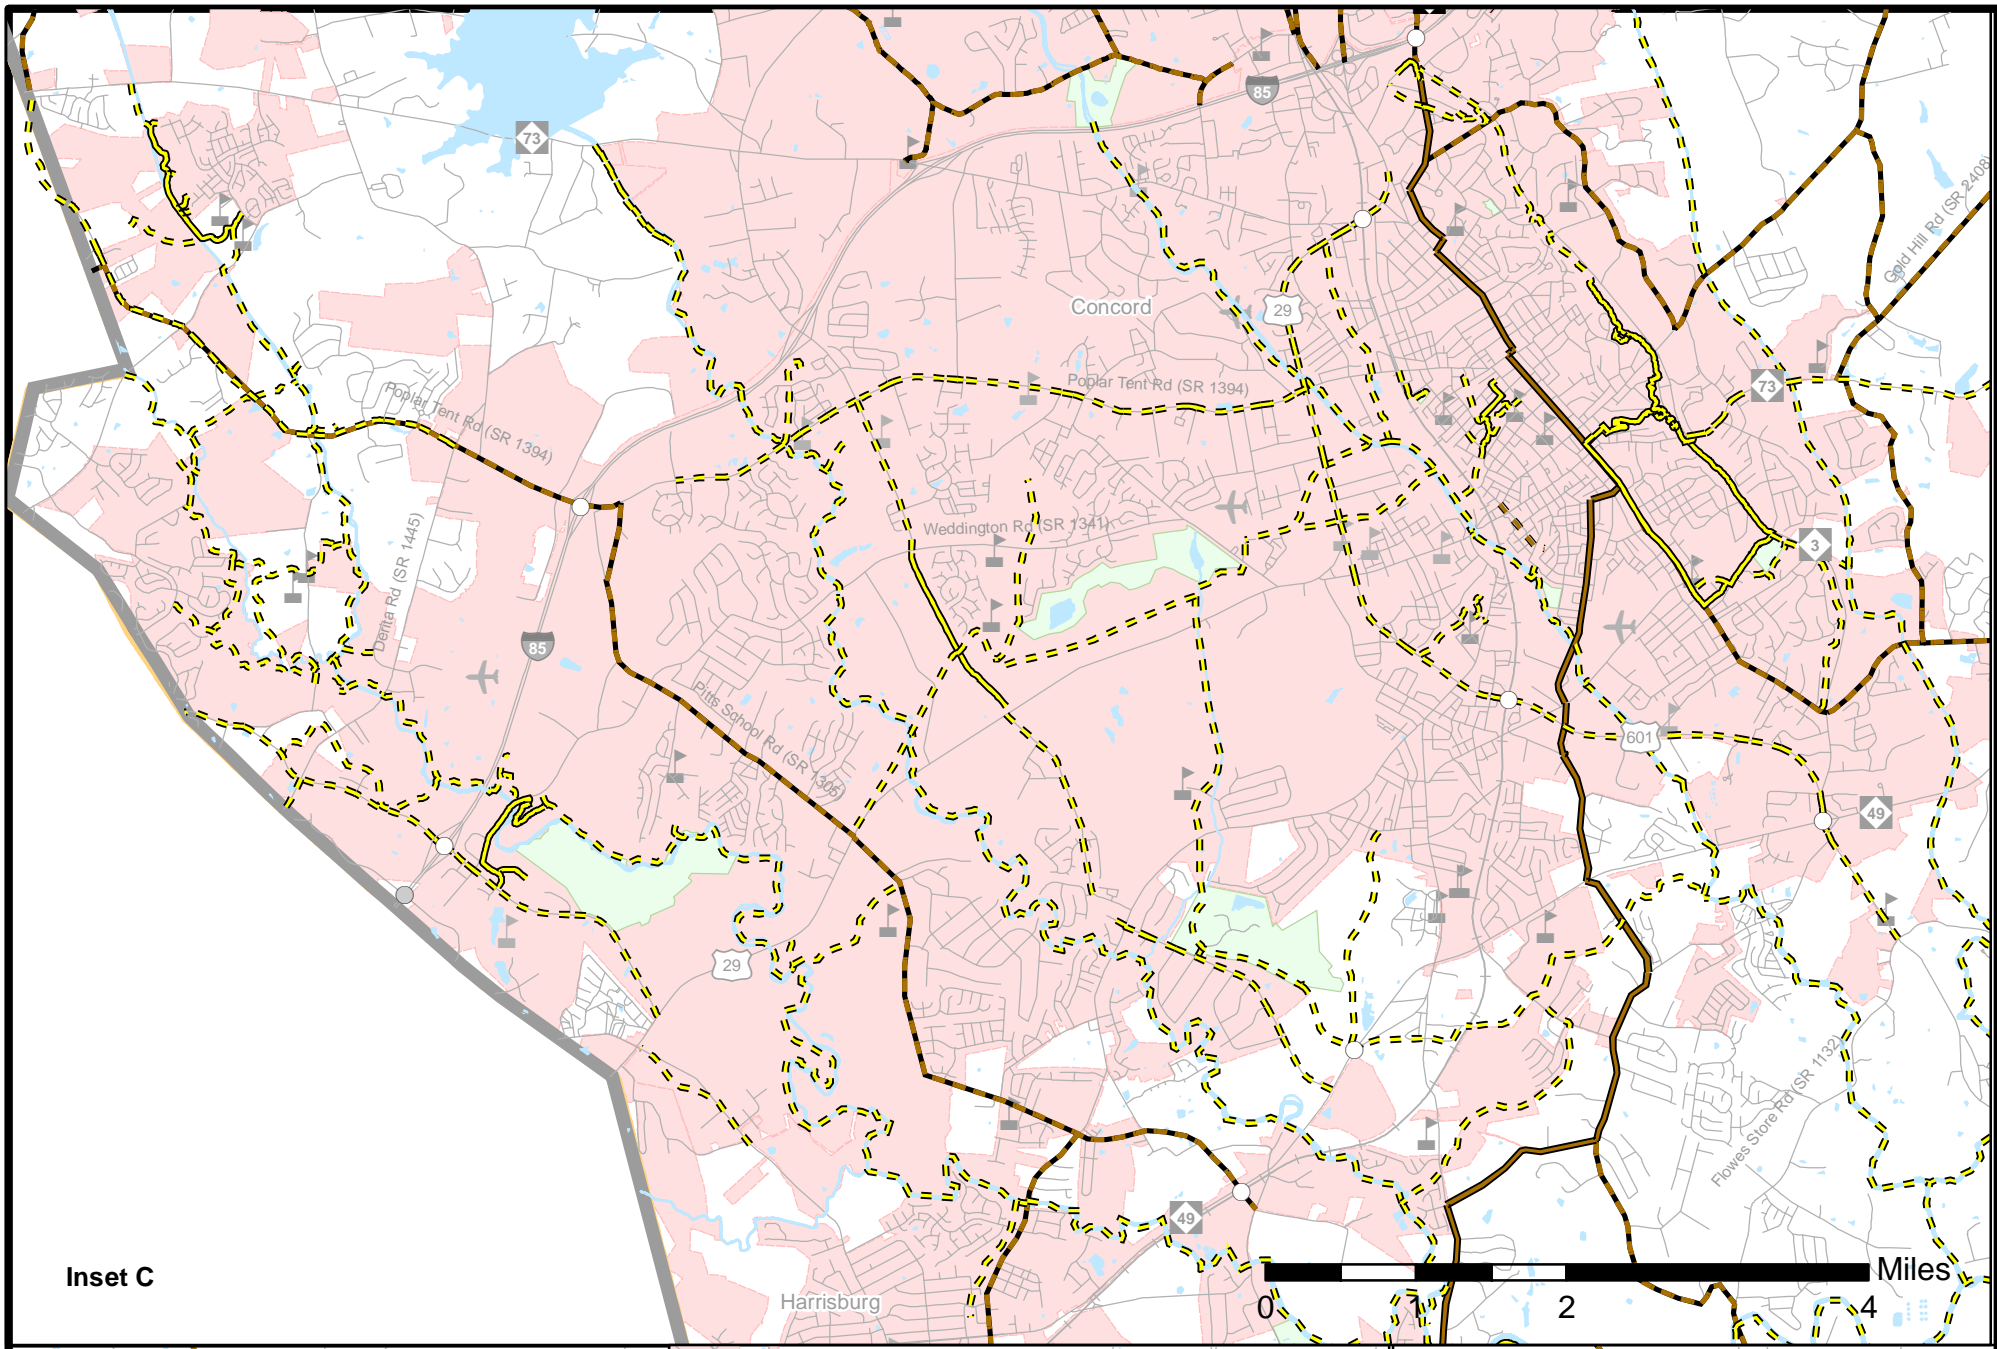 85
73
Gold Hill Rd (SR 2408)
Concord
29
Poplar Tent Rd (SR 1394)
73
Poplar Tent Rd (SR 1394)
Weddington Rd (SR 1341)
3
Derita Rd (SR 1445)
85
Pitts School Rd (SR 1305)
601
49
29
Flowes Store Rd (SR 1132)
49
Inset C
Harrisburg
Miles
0 1 2 4